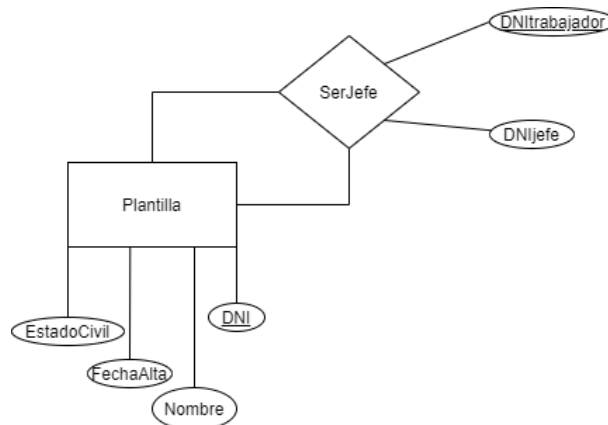 DNItrabajador
SerJefe
DNIjefe
Plantilla
DNI
EstadoCivil
FechaAlta
Nombre